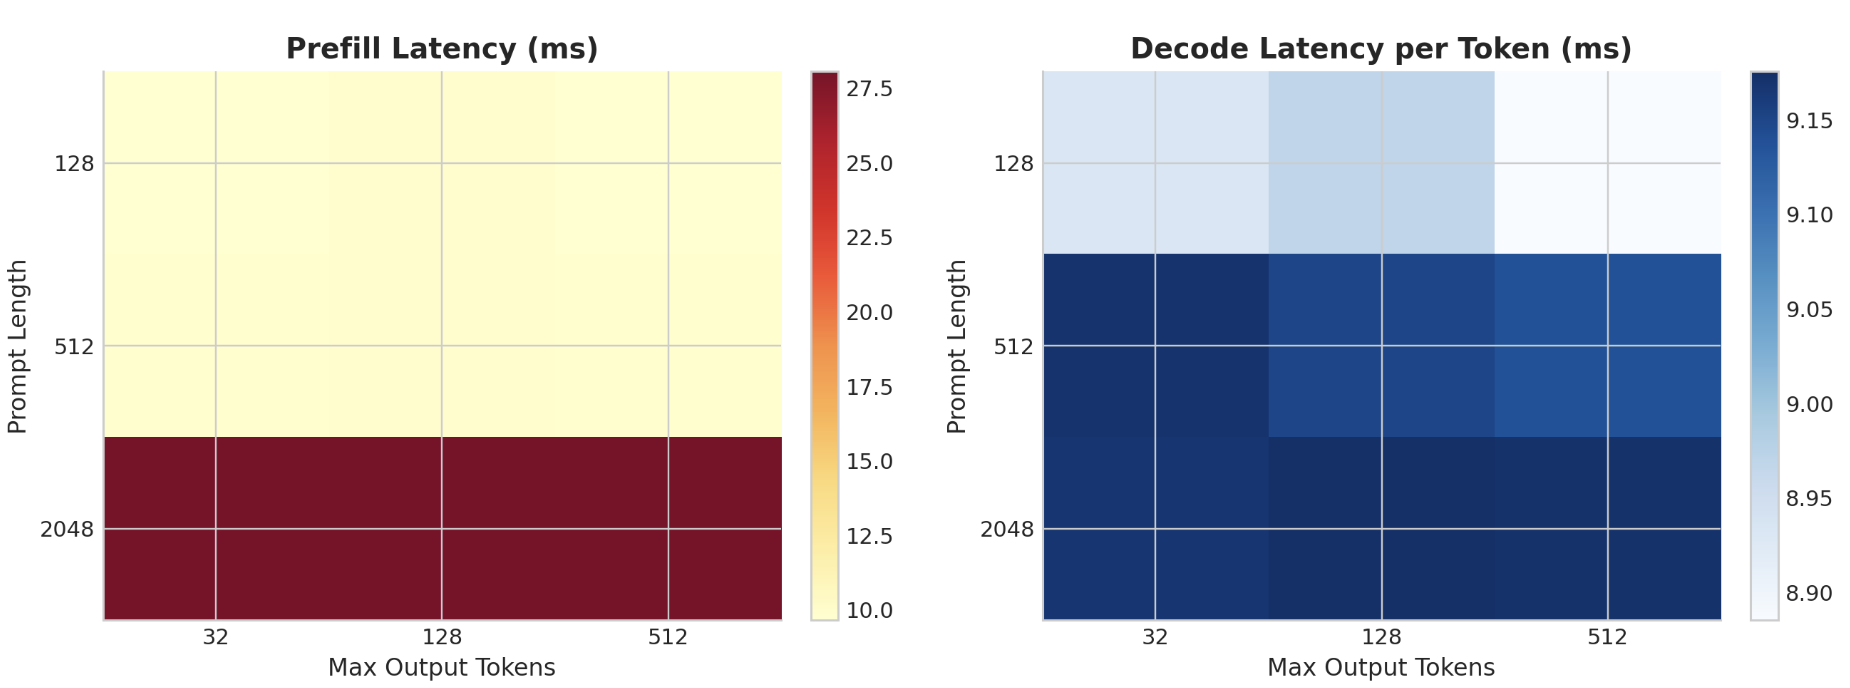 Prefill Latency (ms)
Prompt Length
128
512
2048
32 128 512
Max Output Tokens
27.5
25.0
22.5
20.0
17.5
15.0
12.5
10.0
Decode Latency per Token (ms)
Prompt Length
128
512
2048
32 128 512
Max Output Tokens
9.15
9.10
9.05
9.00
8.95
8.90